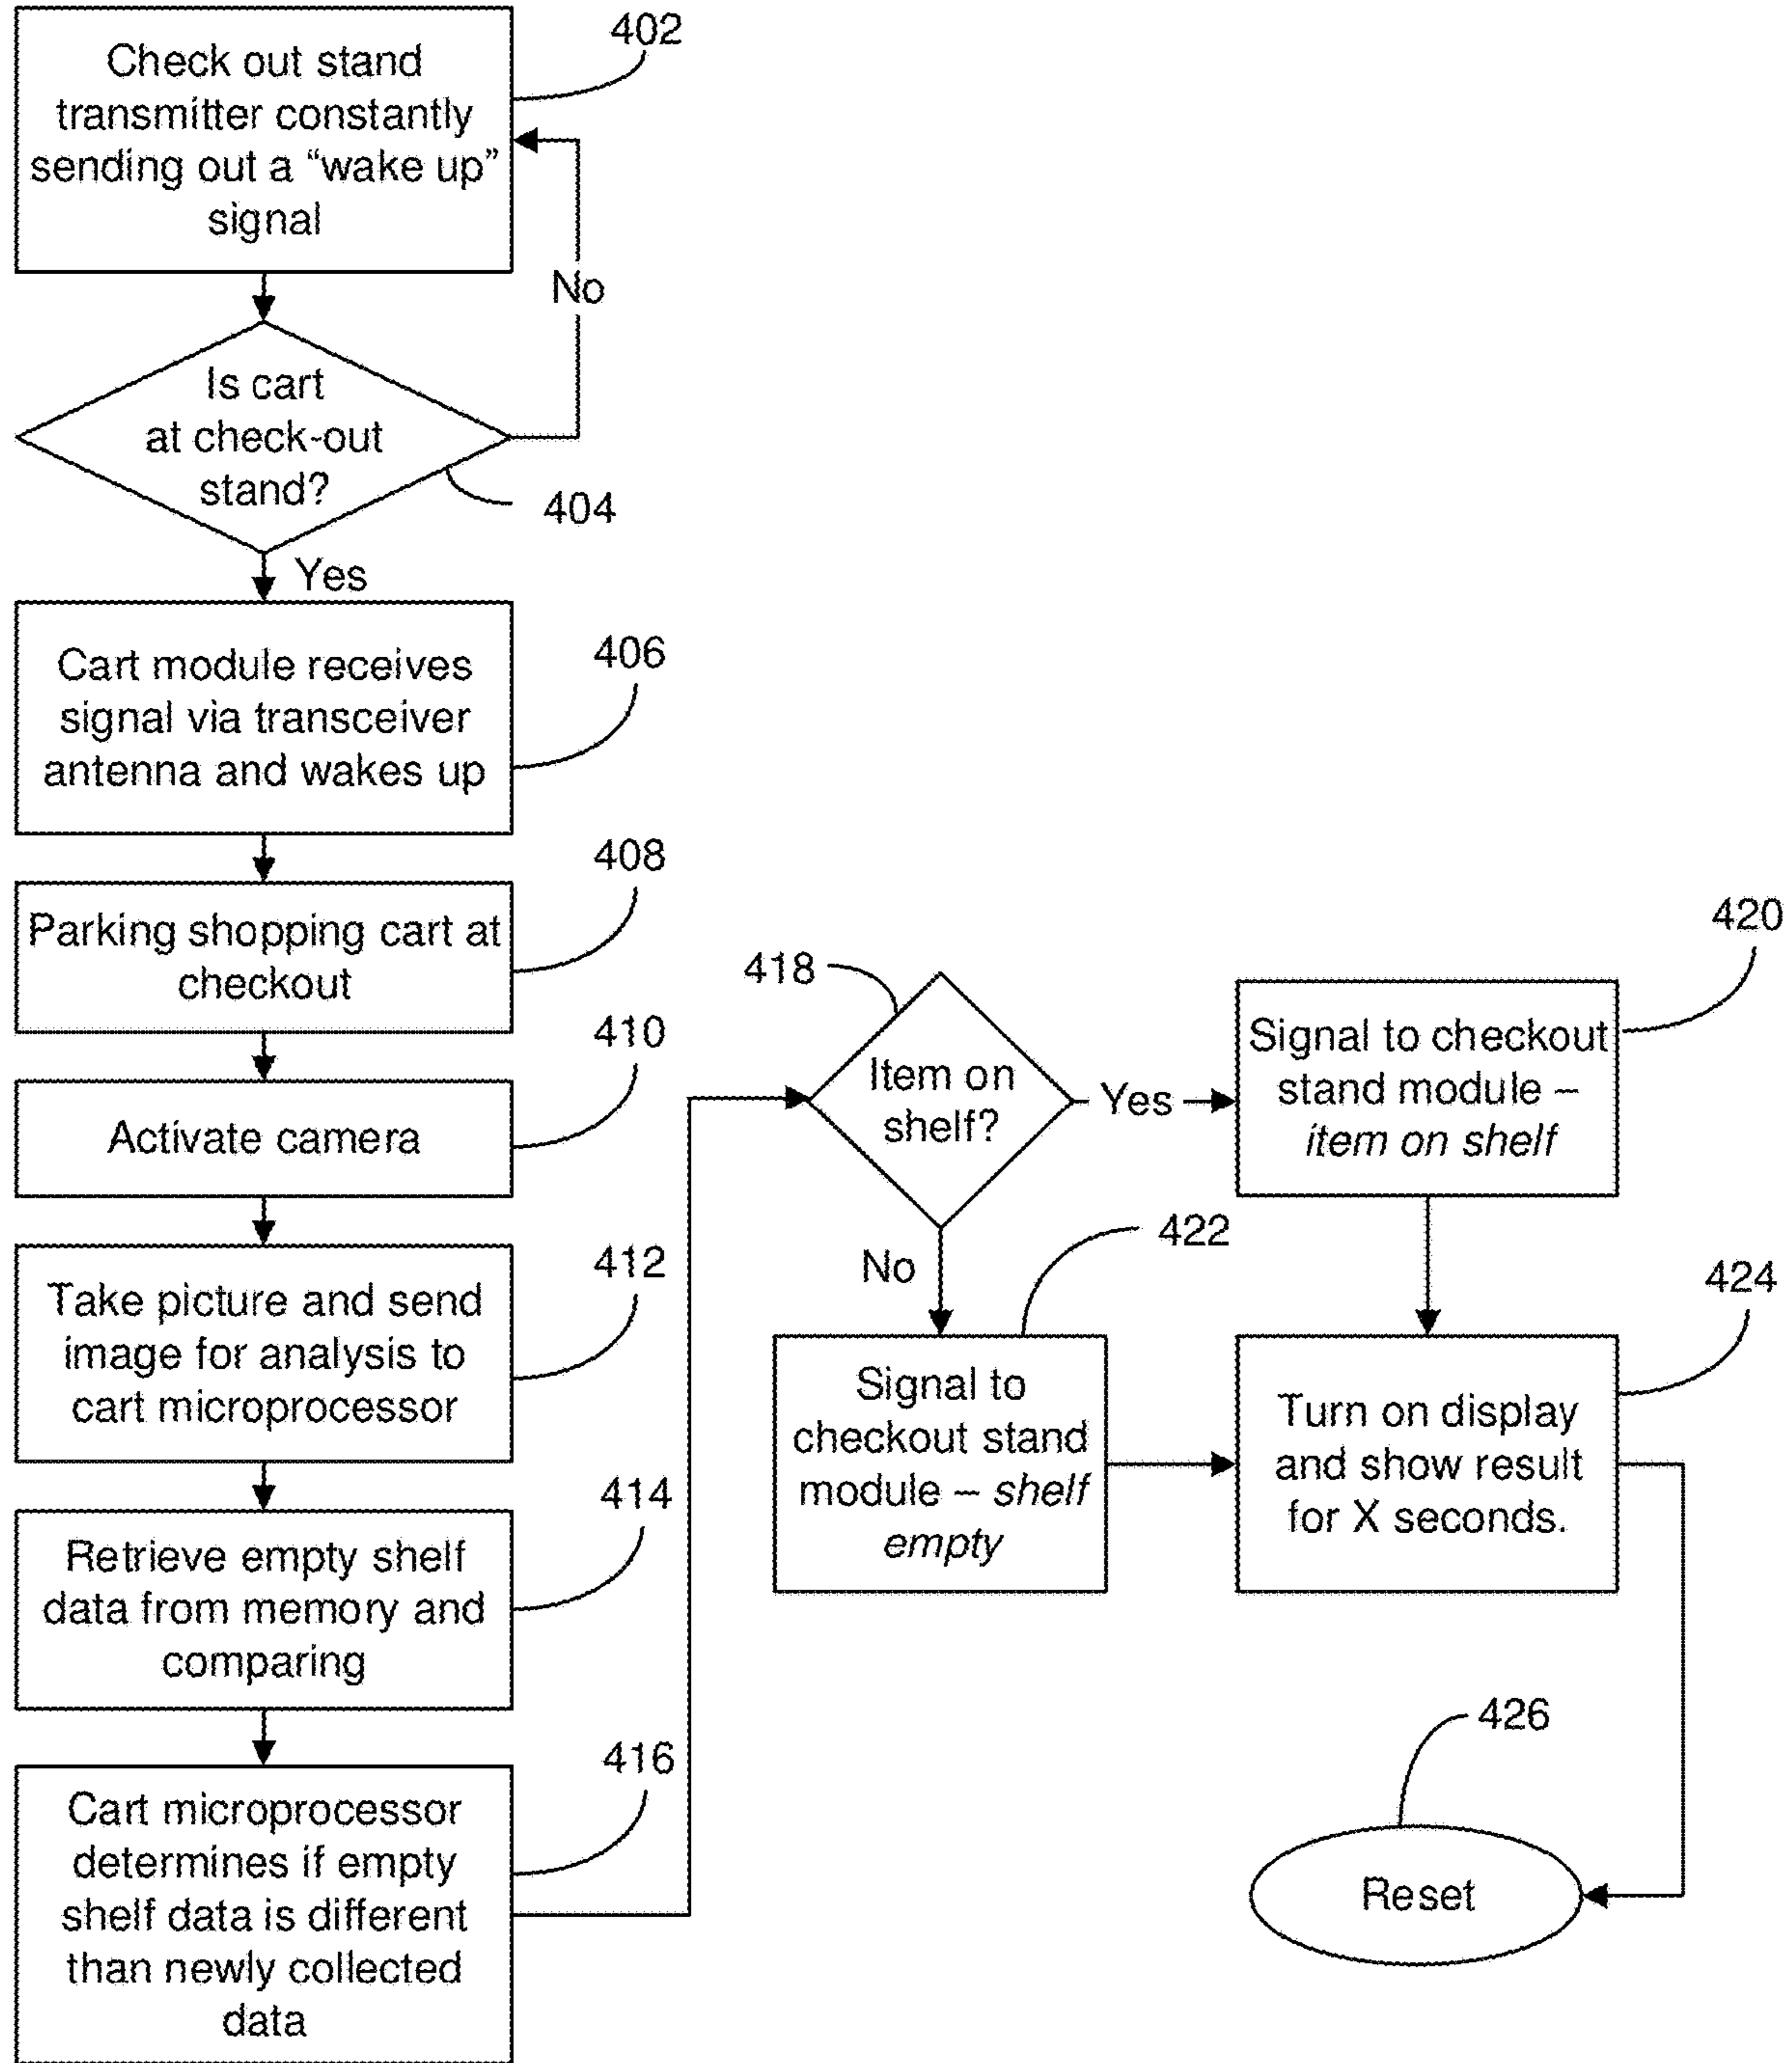 402
Check out stand
transmitter constantly
sending out a “wake up”
signal
No
Is cart
at check-out
stand?
404
Yes
406
Cart module receives
signal via transceiver
antenna and wakes up
408
Parking shopping cart at
checkout
410
Activate camera
412
Take picture and send
image for analysis to
cart microprocessor
414
Retrieve empty shelf
data from memory and
comparing
416
Cart microprocessor
determines if empty
shelf data is different
than newly collected
data
418
Item on
shelf?
Yes
420
Signal to checkout
stand module –
item on shelf
No
422
Signal to
checkout stand
module – shelf
empty
424
Turn on display
and show result
for X seconds.
426
Reset